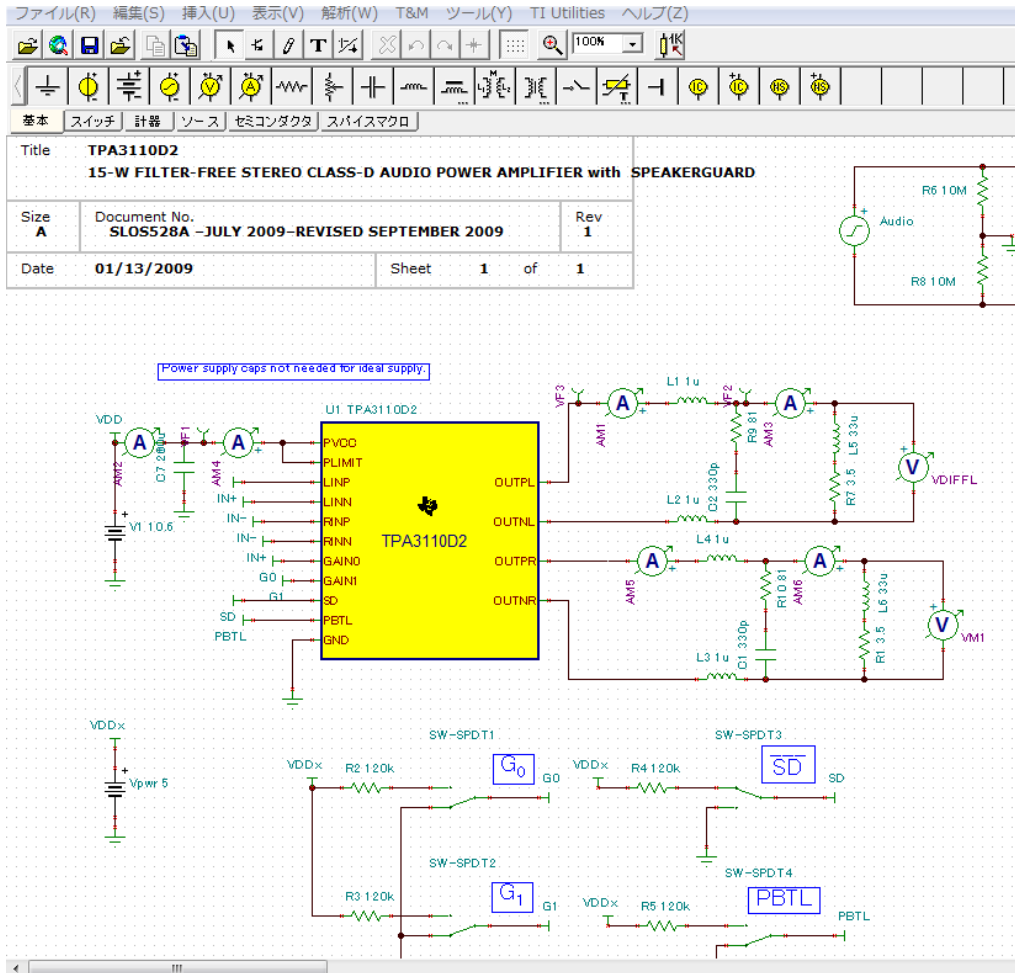 ファイル(R) 編集(S) 挿入(U) 表示(V) 解析(W) T&M ツール(Y) TI Utilities ヘルプ(Z)
100%
基本 スイッチ 計器 ソース セミコンダクタ スパイスマクロ
Title TPA3110D2
15-W FILTER-FREE STEREO CLASS-D AUDIO POWER AMPLIFIER with SPEAKERGUARD
Size Document No. Rev
A SLOS528A –JULY 2009–REVISED SEPTEMBER 2009 1
Date 01/13/2009 Sheet 1 of 1
R6 10M
Audio
R8 10M
Power supply caps not needed for ideal supply.
VDD
AM2
VF1
C7
AM4
V1 10.6
U1 TPA3110D2
PVCC
PLIMIT
LINP
LINN
RINP
RINN
GAIN0
GAIN1
SD
PBTL
GND
TPA3110D2
OUTPL
OUTNL
OUTPR
OUTNR
IN+
IN-
IN-
IN+
G0
G1
SD
PBTL
VF3
AM1
L1 1u
VF2
R9 81
AM3
L5 33u
C2 330p
R7 3.5
VDIFFL
L2 1u
L4 1u
AM5
R10 81
AM6
L6 33u
C1 330p
R1 3.5
VM1
L3 1u
VDDx
Vpwr 5
SW-SPDT1
VDDx R2 120k G0 G0
SW-SPDT3
VDDx R4 120k SD SD
SW-SPDT2
R3 120k G1 G1
SW-SPDT4
VDDx R5 120k PBTL PBTL